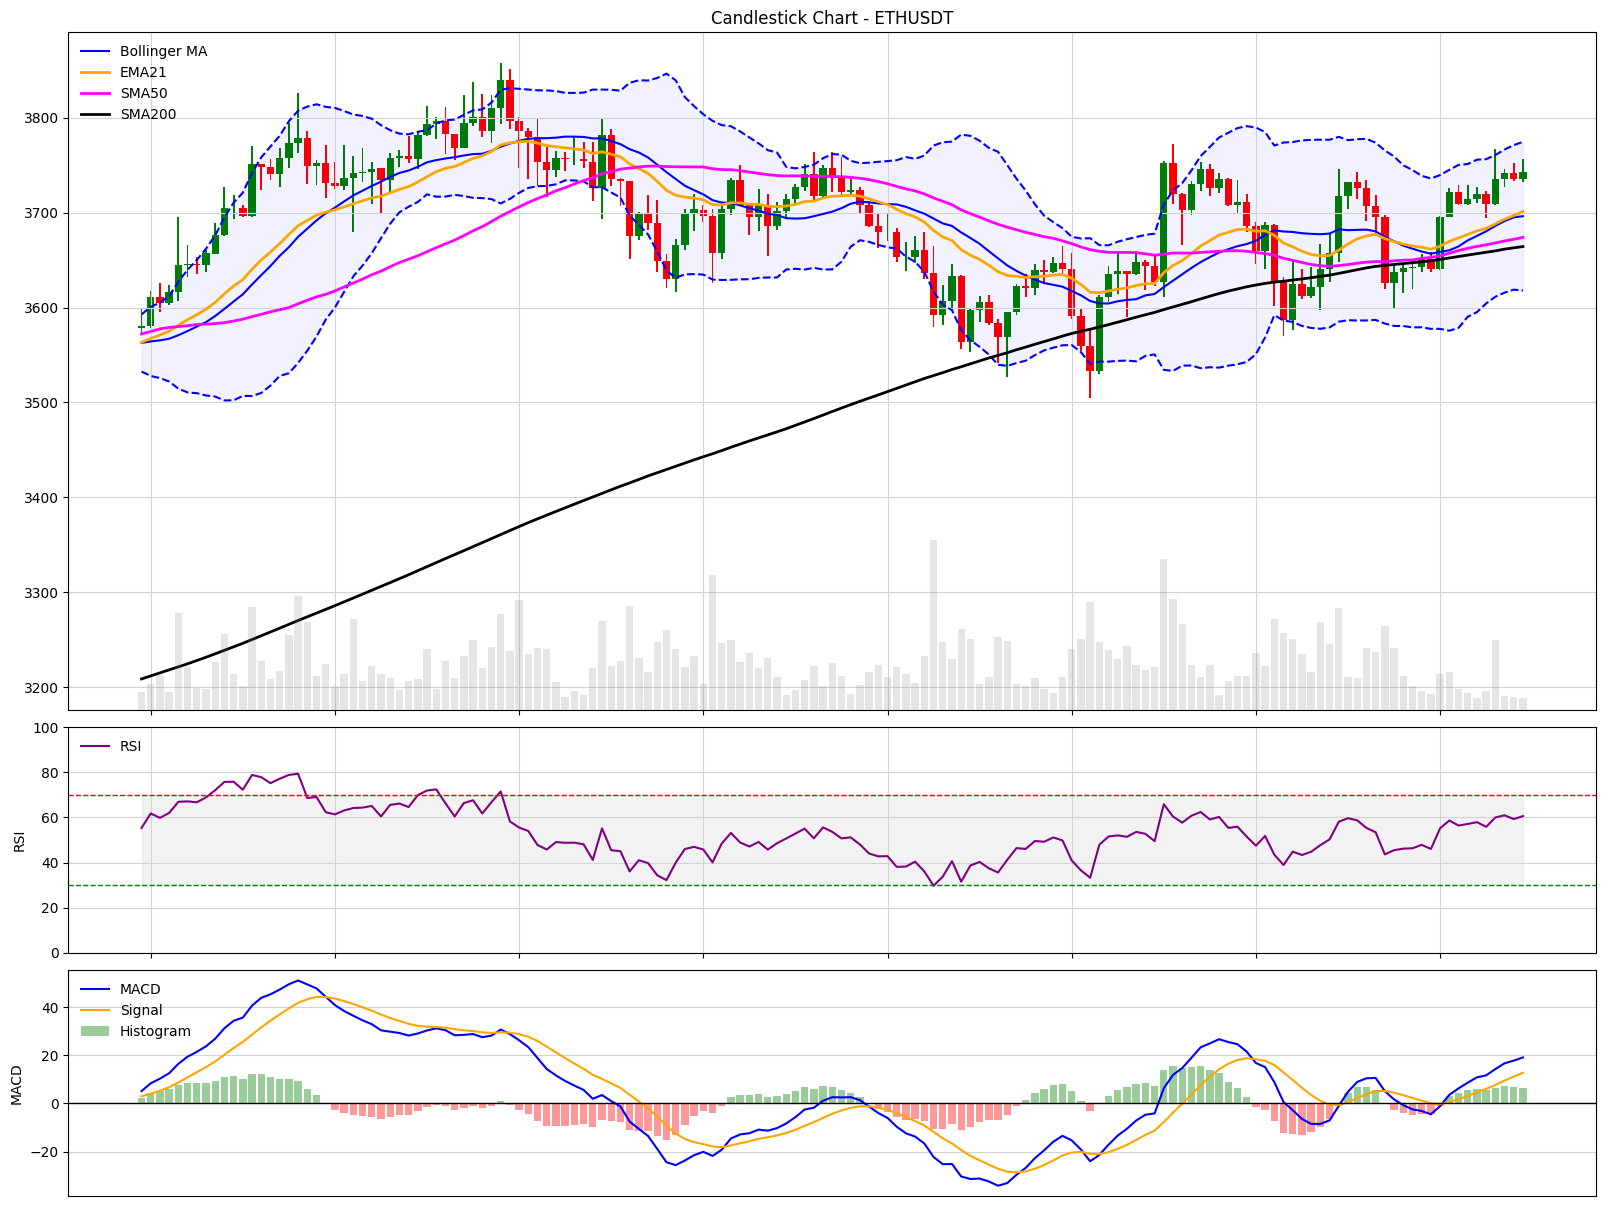 Candlestick Chart - ETHUSDT
Bollinger MA
EMA21
SMA50
SMA200
3800
3700
3600
3500
3400
3300
3200
RSI
100
80
60
40
20
0
RSI
MACD
Signal
Histogram
40
20
0
−20
MACD